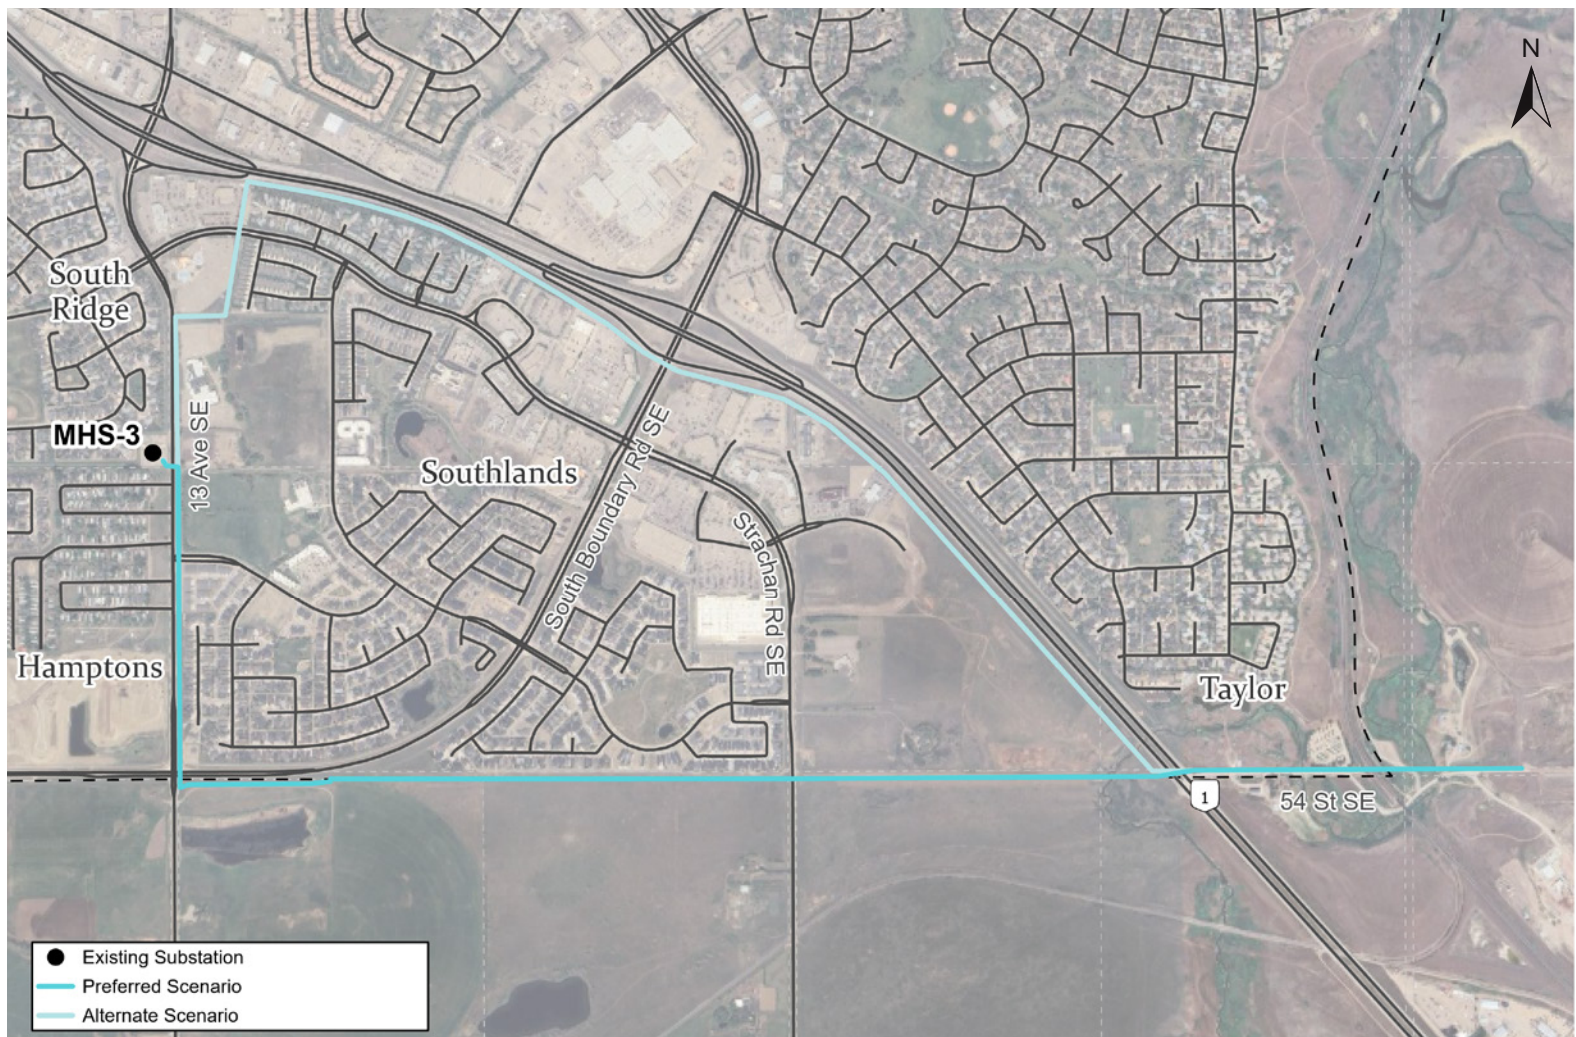 N
South
Ridge
MHS-3
13 Ave SE
Southlands
South Boundary Rd SE
Strachan Rd SE
Hamptons
Taylor
1
54 St SE
Existing Substation
Preferred Scenario
Alternate Scenario